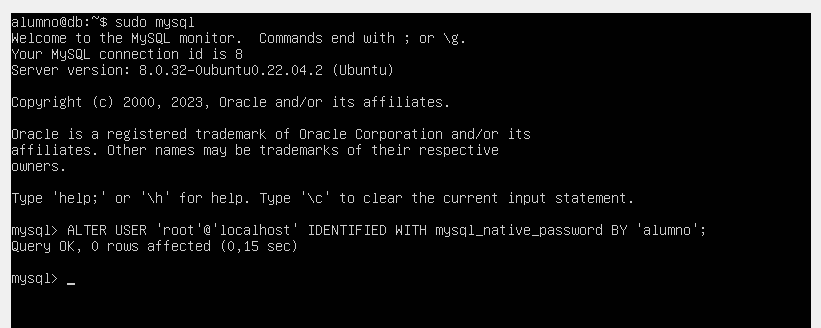 alumno@db:~$ sudo mysql
Welcome to the MySQL monitor.  Commands end with ; or \g.
Your MySQL connection id is 8
Server version: 8.0.32-0ubuntu0.22.04.2 (Ubuntu)
Copyright (c) 2000, 2023, Oracle and/or its affiliates.
Oracle is a registered trademark of Oracle Corporation and/or its
affiliates. Other names may be trademarks of their respective
owners.
Type 'help;' or '\h' for help. Type '\c' to clear the current input statement.
mysql> ALTER USER 'root'@'localhost' IDENTIFIED WITH mysql_native_password BY 'alumno';
Query OK, 0 rows affected (0,15 sec)
mysql> _